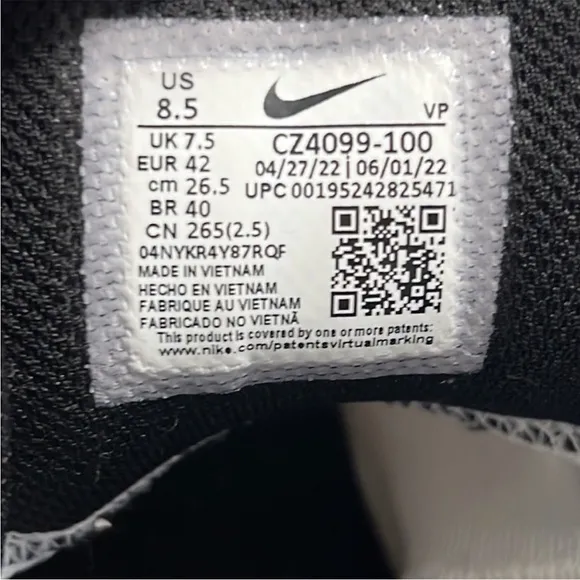 US
8.5
VP
UK 7.5
CZ4099-100
EUR 42
04/27/22 | 06/01/22
cm 26.5
UPC 00195242825471
BR 40
CN 265(2.5)
04NYKR4Y87RQF
MADE IN VIETNAM
HECHO EN VIETNAM
FABRIQUE AU VIETNAM
FABRICADO NO VIETNÃ
This product is covered by one or more patents:
www.nike.com/patentsvirtualmarking